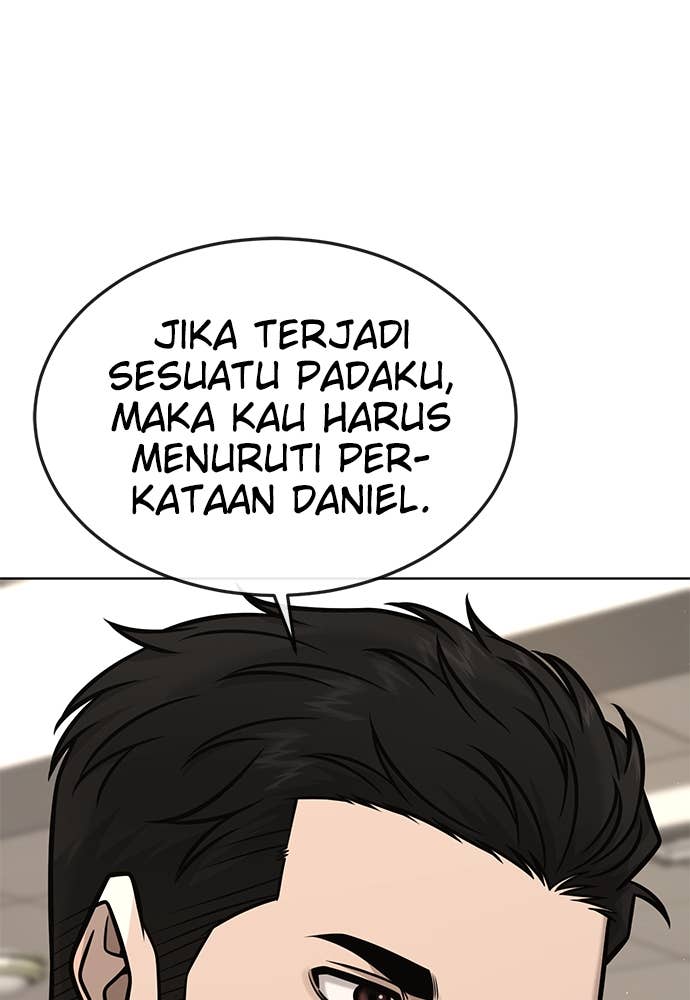 JIKA TERJADI
SESUATU PADAKU,
MAKA KAU HARUS
MENURUTI PER-
KATAAN DANIEL.